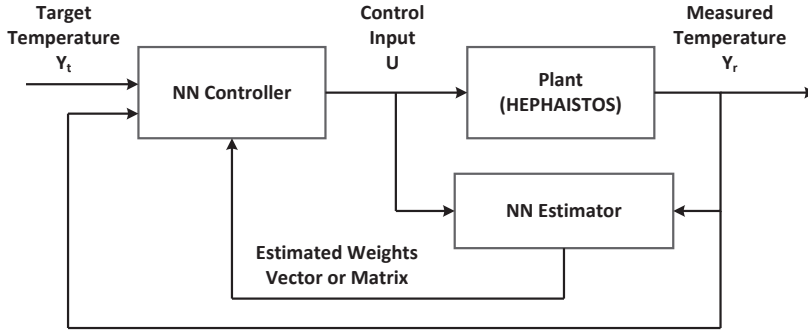 Target
Temperature
Yt
NN Controller
Control
Input
U
Plant
(HEPHAISTOS)
Measured
Temperature
Yr
NN Estimator
Estimated Weights
Vector or Matrix